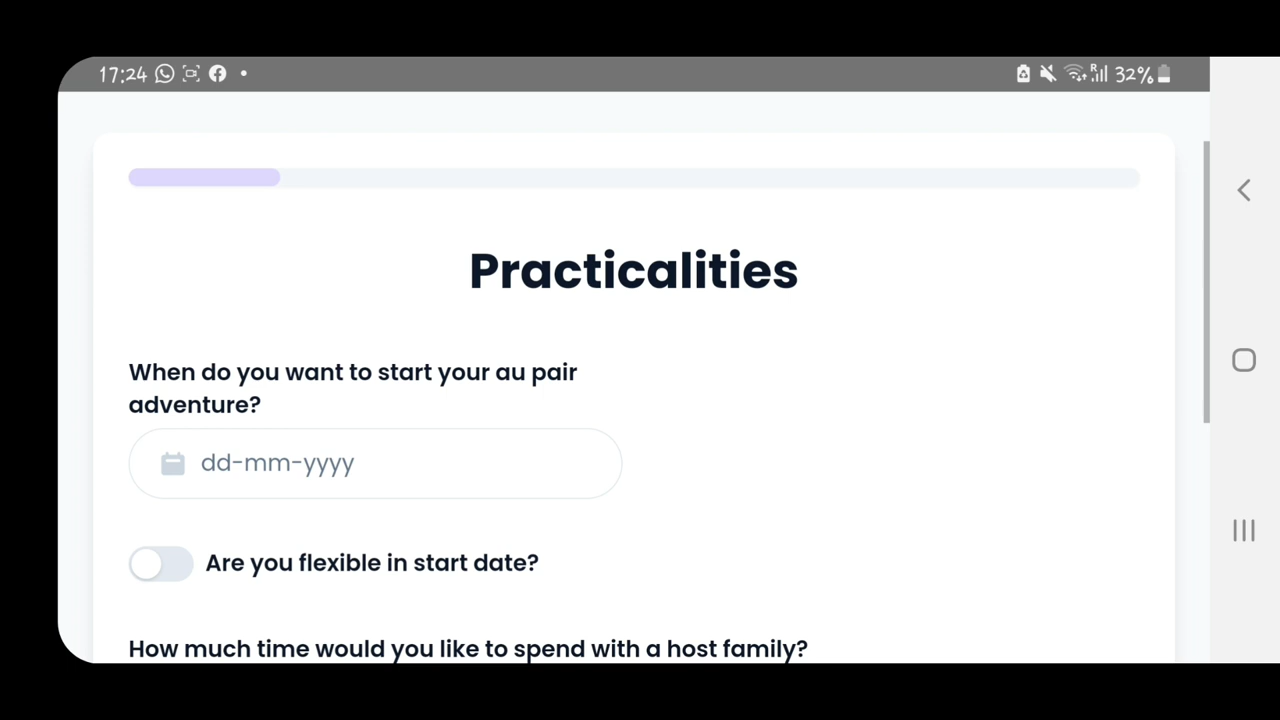 17:24
32%
Practicalities
When do you want to start your au pair
adventure?
dd-mm-yyyy
Are you flexible in start date?
How much time would you like to spend with a host family?